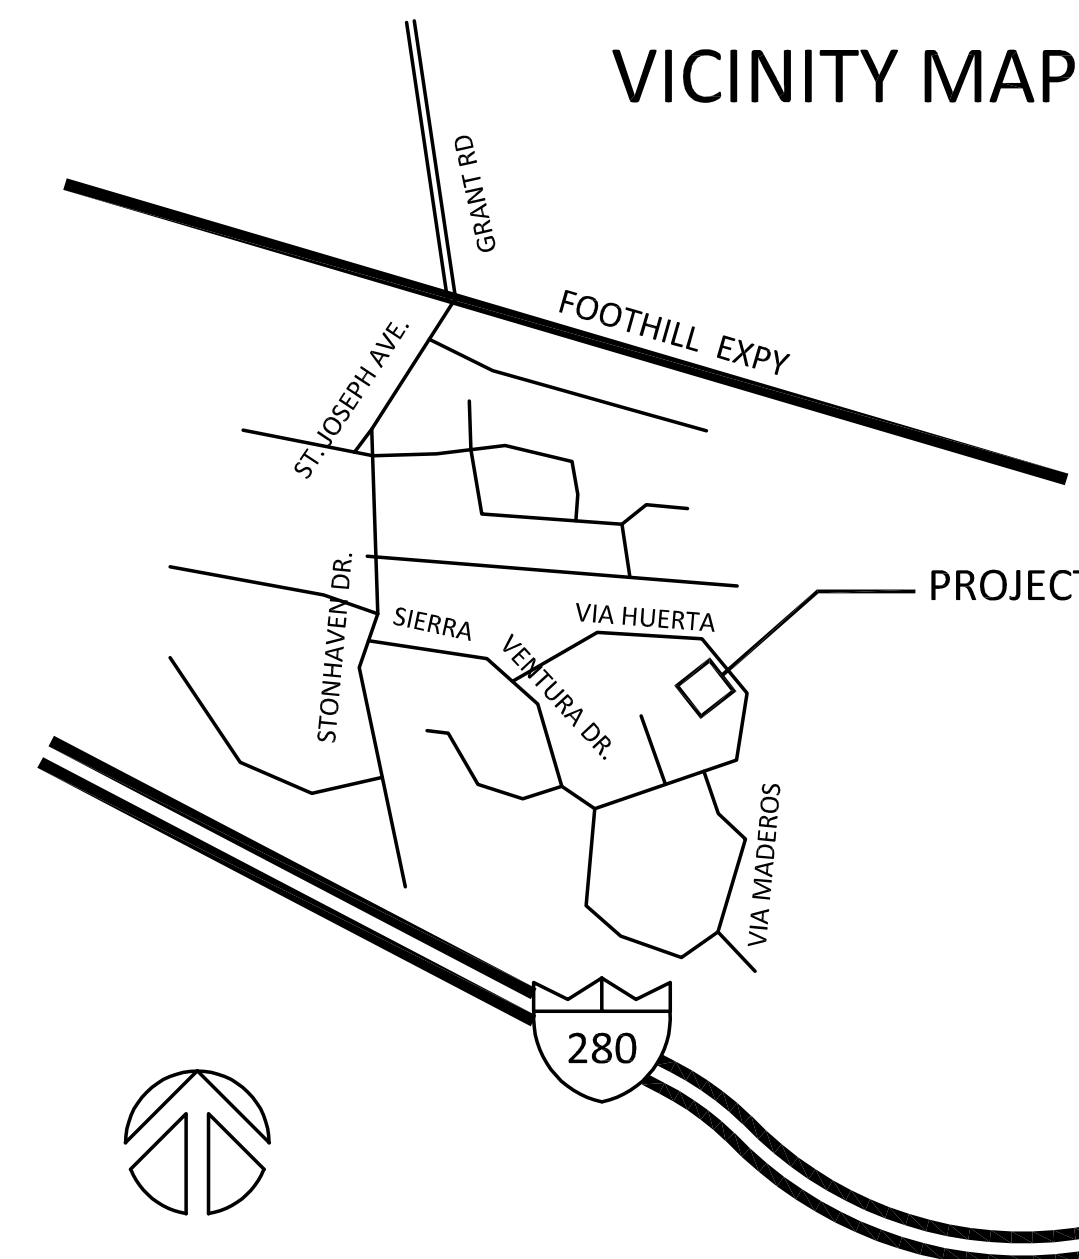 VICINITY MAP
GRANT RD
FOOTHILL EXPY
ST. JOSEPH AVE.
STONHAVEN DR.
SIERRA
VENTURA DR.
VIA HUERTA
PROJECT
VIA MADEROS
280